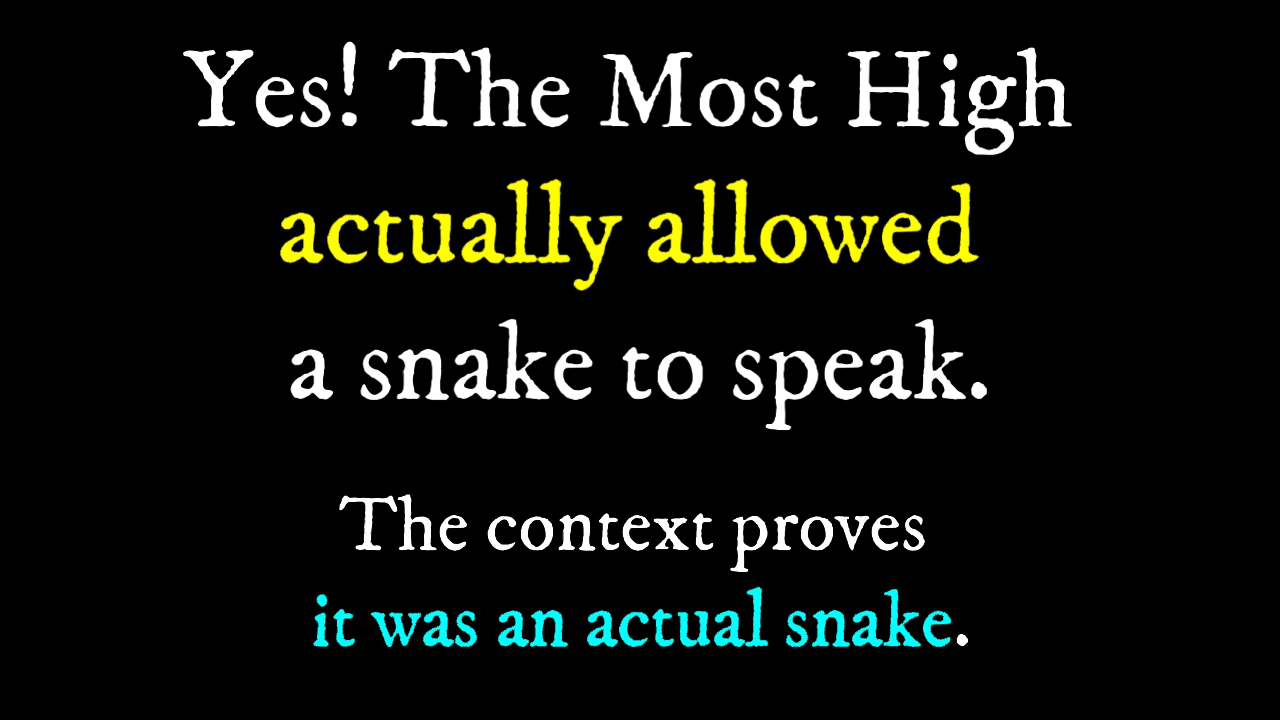 Yes! The Most High
actually allowed
a snake to speak.
The context proves
it was an actual snake.